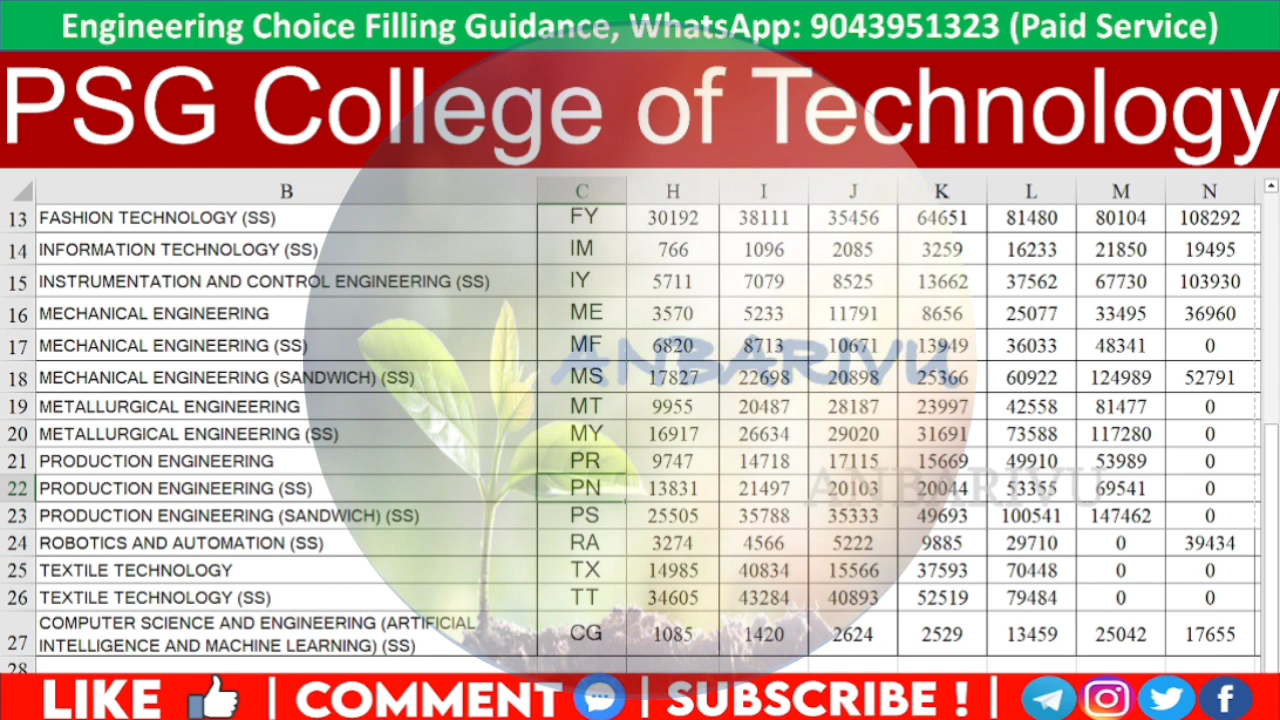 Engineering Choice Filling Guidance, WhatsApp: 9043951323 (Paid Service)
PSG College of Technology
B C H I J K L M N
13 FASHION TECHNOLOGY (SS) FY 30192 38111 35456 64651 81480 80104 108292
14 INFORMATION TECHNOLOGY (SS) IM 766 1096 2085 3259 16233 21850 19495
15 INSTRUMENTATION AND CONTROL ENGINEERING (SS) IY 5711 7079 8525 13662 37562 67730 103930
16 MECHANICAL ENGINEERING ME 3570 5233 11791 8656 25077 33495 36960
17 MECHANICAL ENGINEERING (SS) MF 6820 8713 10671 13949 36033 48341 0
ANBARIVU
18 MECHANICAL ENGINEERING (SANDWICH) (SS) MS 17827 22698 20898 25366 60922 124989 52791
19 METALLURGICAL ENGINEERING MT 9955 20487 28187 23997 42558 81477 0
20 METALLURGICAL ENGINEERING (SS) MY 16917 26634 29020 31691 73588 117280 0
21 PRODUCTION ENGINEERING PR 9747 14718 17115 15669 49910 53989 0
22 PRODUCTION ENGINEERING (SS) PN 13831 21497 20103 20044 53355 69541 0
ANBARIVU
23 PRODUCTION ENGINEERING (SANDWICH) (SS) PS 25505 35788 35333 49693 100541 147462 0
24 ROBOTICS AND AUTOMATION (SS) RA 3274 4566 5222 9885 29710 0 39434
25 TEXTILE TECHNOLOGY TX 14985 40834 15566 37593 70448 0 0
26 TEXTILE TECHNOLOGY (SS) TT 34605 43284 40893 52519 79484 0 0
COMPUTER SCIENCE AND ENGINEERING (ARTIFICIAL
27 INTELLIGENCE AND MACHINE LEARNING) (SS) CG 1085 1420 2624 2529 13459 25042 17655
28
LIKE | COMMENT | SUBSCRIBE ! |